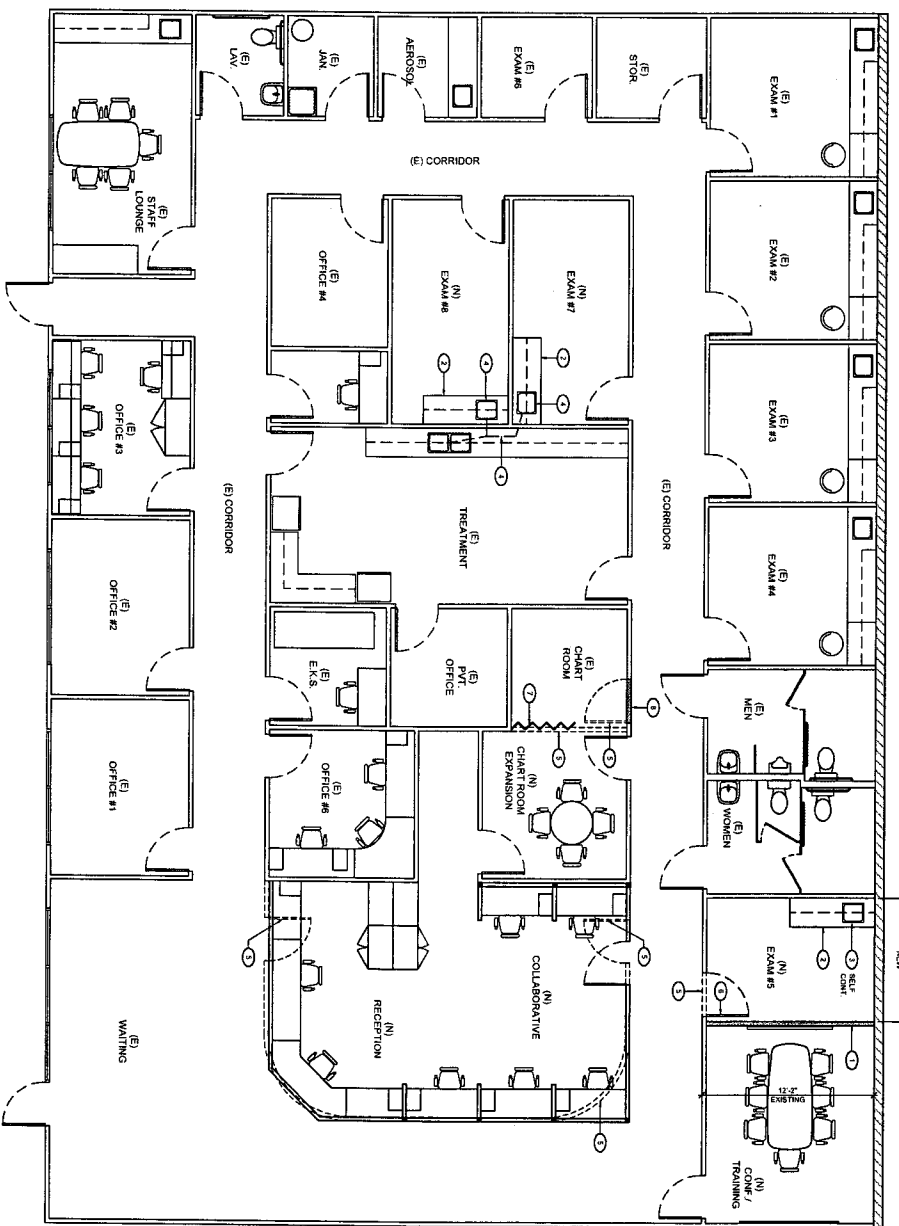 (E)
LAV.
(E)
JAN.
(E)
AEROSOL
(E)
EXAM #6
(E)
STOR.
(E)
EXAM #1
(E) CORRIDOR
(E)
STAFF
LOUNGE
(E)
OFFICE #4
(N)
EXAM #8
(N)
EXAM #7
(E)
EXAM #2
2
4
2
4
4
(E)
OFFICE #3
(E) CORRIDOR
(E)
TREATMENT
(E) CORRIDOR
(E)
EXAM #3
(E)
EXAM #4
(E)
OFFICE #2
(E)
E.K.S.
(E)
PVT.
OFFICE
(E)
CHART
ROOM
7
5
5
8
(E)
MEN
(E)
WOMEN
(E)
OFFICE #1
(E)
OFFICE #6
(N)
CHART ROOM
EXPANSION
5
5
(N)
RECEPTION
(N)
COLLABORATIVE
5
(N)
EXAM #5
2
3
SELF
CONT.
5
6
1
(E)
WAITING
12'-2"
EXISTING
(N)
CONF./
TRAINING